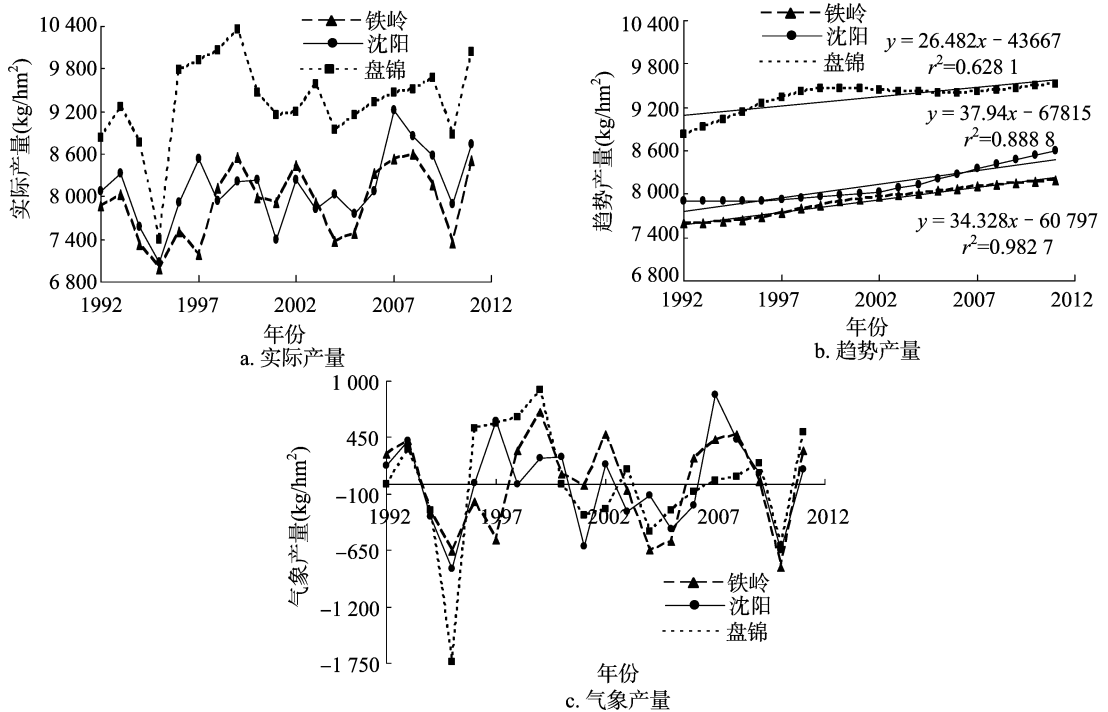 10 400
9 800
9 200
8 600
8 000
7 400
6 800
实际产量(kg/hm²)
铁岭
沈阳
盘锦
1992
1997
2002
2007
2012
年份
a. 实际产量
10 400
9 800
9 200
8 600
8 000
7 400
6 800
趋势产量(kg/hm²)
铁岭
沈阳
盘锦
y = 26.482x − 43667
r²=0.628 1
y = 37.94x − 67815
r²=0.888 8
y = 34.328x − 60 797
r²=0.982 7
1992
1997
2002
2007
2012
年份
b. 趋势产量
1 000
450
−100
−650
−1 200
−1 750
气象产量(kg/hm²)
1992
1997
2002
2007
2012
铁岭
沈阳
盘锦
年份
c. 气象产量